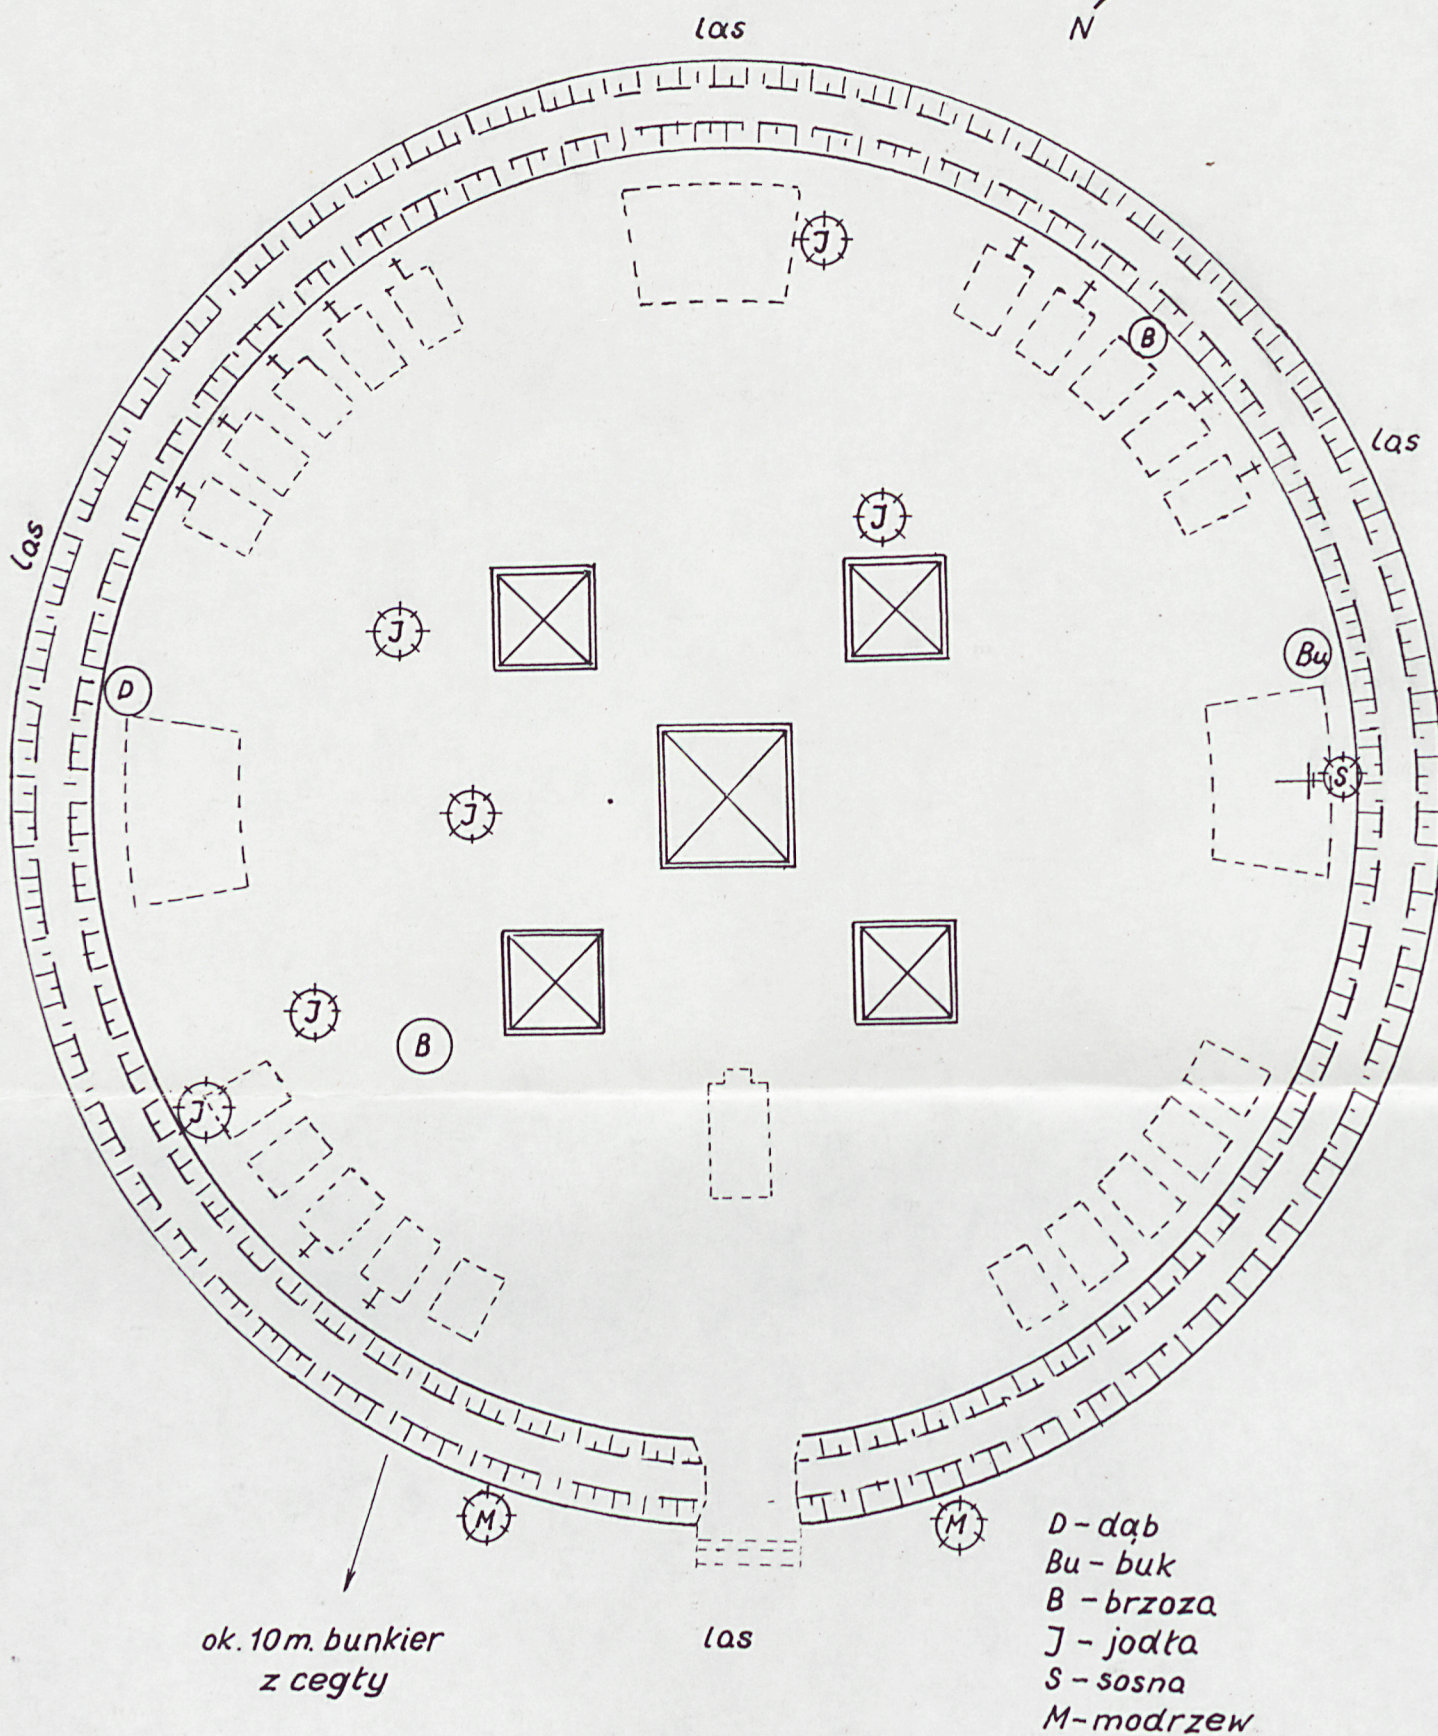 las
N
J
B
las
J
las
J
Bu
D
S
J
J
B
J
M
M
D - dąb
Bu - buk
B - brzoza
J - jodła
S - sosna
M - modrzew
ok. 10 m. bunkier
z cegły
las